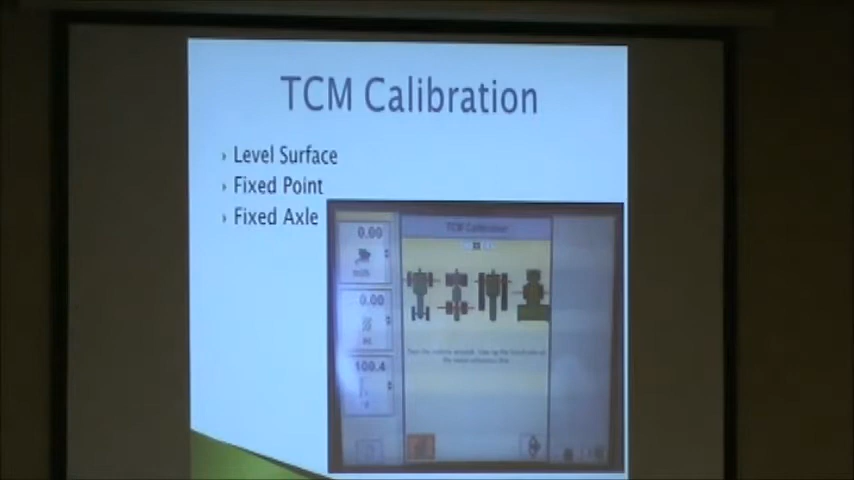 TCM Calibration
Level Surface
Fixed Point
Fixed Axle
TCM Calibration
0.00
0.00
100.4